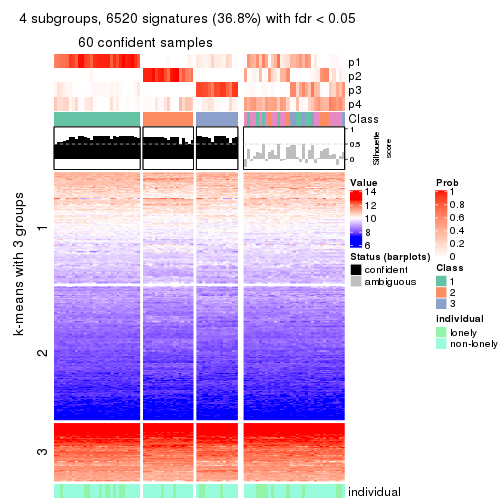 4 subgroups, 6520 signatures (36.8%) with fdr < 0.05
60 confident samples
p1
p2
p3
p4
Class
1
0.5
0
Silhouette
score
k-means with 3 groups
1
2
3
individual
Value
14
12
10
8
6
Status (barplots)
confident
ambiguous
Prob
1
0.8
0.6
0.4
0.2
0
Class
1
2
3
individual
lonely
non-lonely